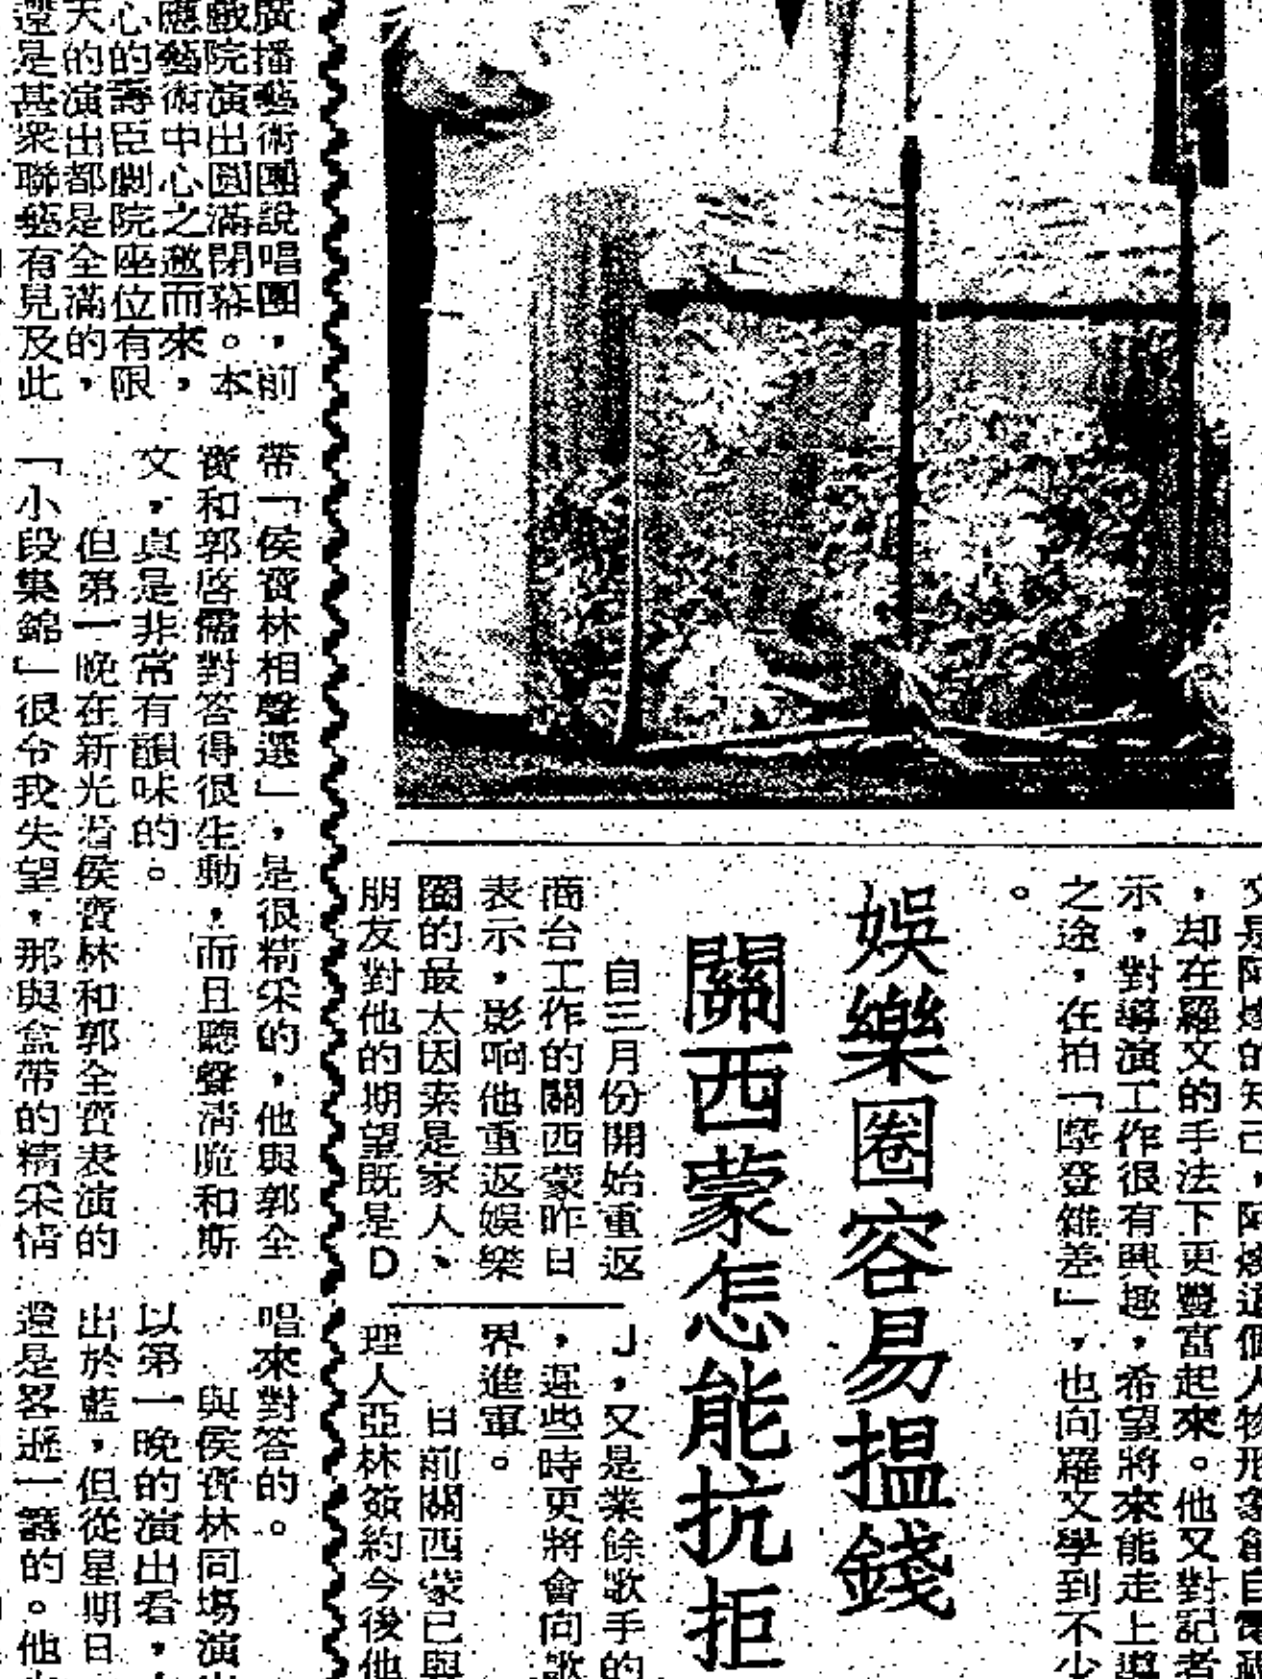 之途，在拍「摩登雜差」，也向羅文學到不少
示，對導演工作很有興趣，希望將來能走上導
，却在羅文的手法下更豐富起來。他又對記者
。
娛樂圈容易搵錢
關西蒙怎能抗拒
自三月份開始重返
商台工作的關西蒙昨日
表示，影响他重返娛樂
圈的最大因素是家人、
朋友對他的期望既是D
J，又是業餘歌手的
，遲些時更將會向歌
界進軍。
日前關西蒙已與
理人亞林簽約今後他
廣播藝術團說唱團，前
戲院演出圓滿閉幕。本
應藝術中心之邀而來，
心的壽臣劇院座位有限
天的演出都是全滿的，
還是甚衆聯藝有見及此
帶「侯寶林相聲選」，是很精采的，他與郭全
寶和郭啓儒對答得很生動，而且聽聲清脆和斯
文，真是非常有韻味的。
但第一晚在新光看侯寶林和郭全寶表演的
「小段集錦」很令我失望，那與盒帶的精采情
唱來對答的。
與侯寶林同場演出
以第一晚的演出看，
出於藍，但從星期日
還是畧遜一籌的。他